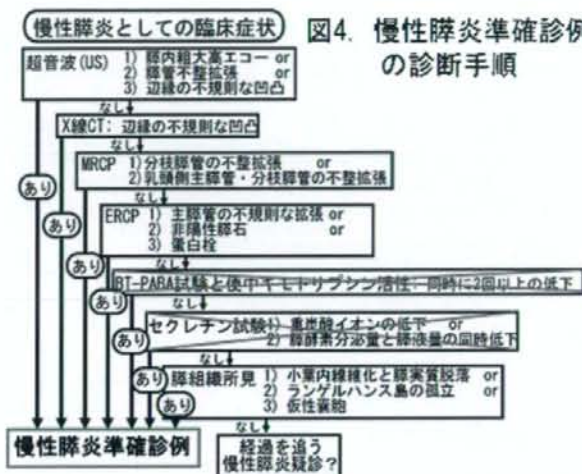 慢性膵炎としての臨床症状
図4. 慢性膵炎準確診例
の診断手順
超音波(US) 1) 膵内粗大高エコー or
2) 膵管不整拡張 or
3) 辺縁の不規則な凹凸
なし
X線CT: 辺縁の不規則な凹凸
なし
MRCP 1)分枝膵管の不整拡張 or
2)乳頭側主膵管・分枝膵管の不整拡張
あり
なし
ERCP 1) 主膵管の不規則な拡張 or
2) 非陽性膵石 or
3) 蛋白栓
あり
あり
なし
BT-PABA試験と便中キモトリプシン活性: 同時に2回以上の低下
あり
なし
セクレチン試験 1) 重炭酸イオンの低下 or
2) 膵酵素分泌量と膵液量の同時低下
あり
なし
膵組織所見 1) 小葉内線維化と膵実質脱落 or
2) ランゲルハンス島の孤立 or
3) 仮性嚢胞
あり
あり
なし
慢性膵炎準確診例
経過を追う
慢性膵炎疑診?